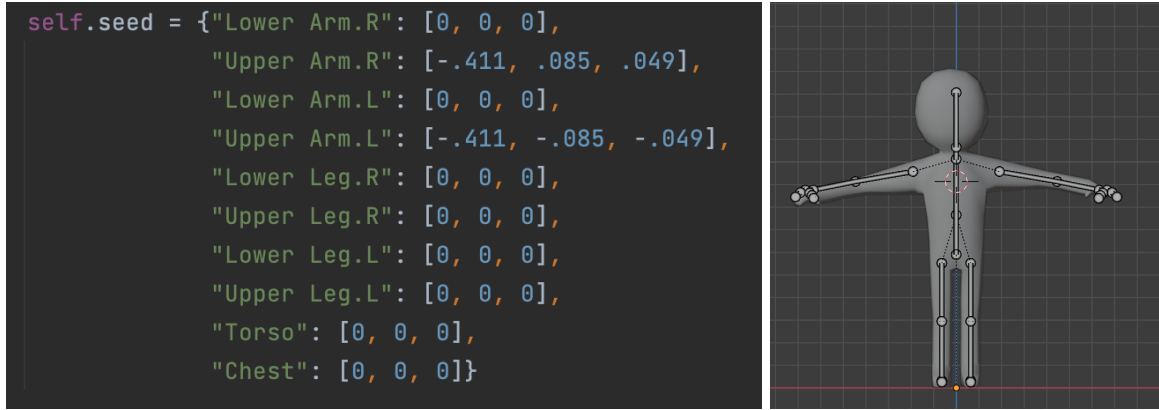 self.seed = {"Lower Arm.R": [0, 0, 0],
"Upper Arm.R": [-.411, .085, .049],
"Lower Arm.L": [0, 0, 0],
"Upper Arm.L": [-.411, -.085, -.049],
"Lower Leg.R": [0, 0, 0],
"Upper Leg.R": [0, 0, 0],
"Lower Leg.L": [0, 0, 0],
"Upper Leg.L": [0, 0, 0],
"Torso": [0, 0, 0],
"Chest": [0, 0, 0]}